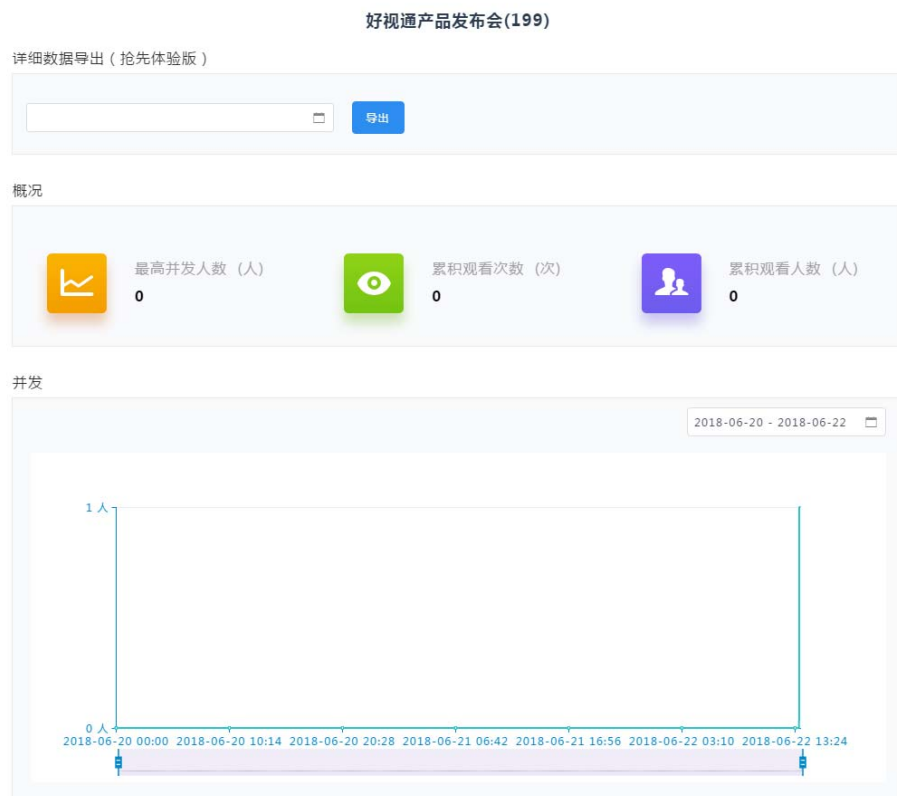 好视通产品发布会(199)
详细数据导出（抢先体验版）
导出
概况
最高并发人数 (人)
0
累积观看次数 (次)
0
累积观看人数 (人)
0
并发
2018-06-20 - 2018-06-22
1 人
0 人
2018-06-20 00:00 2018-06-20 10:14 2018-06-20 20:28 2018-06-21 06:42 2018-06-21 16:56 2018-06-22 03:10 2018-06-22 13:24